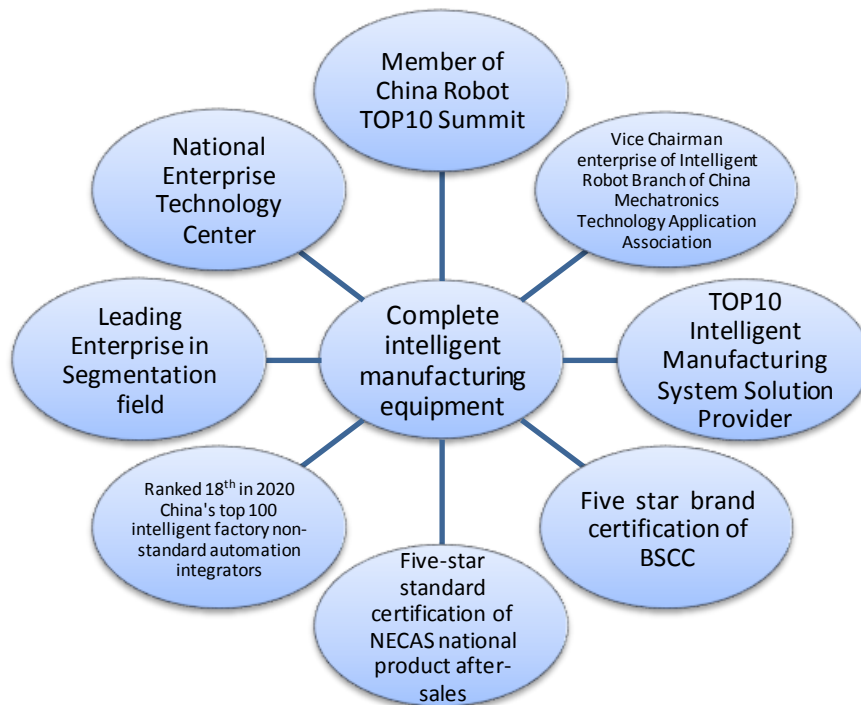 Member of
China Robot
TOP10 Summit
Vice Chairman
enterprise of Intelligent
Robot Branch of China
Mechatronics
Technology Application
Association
TOP10
Intelligent
Manufacturing
System Solution
Provider
Five star brand
certification of
BSCC
Five-star
standard
certification of
NECAS national
product after-
sales
Ranked 18th in 2020
China's top 100
intelligent factory non-
standard automation
integrators
Leading
Enterprise in
Segmentation
field
National
Enterprise
Technology
Center
Complete
intelligent
manufacturing
equipment